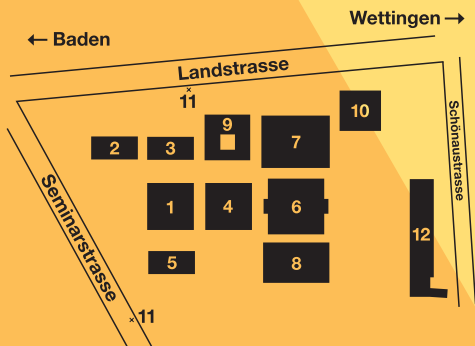 Wettingen →
← Baden
Landstrasse
11
10
9
7
2
3
Schönaustrasse
Seminarstrasse
1
4
6
12
5
8
11